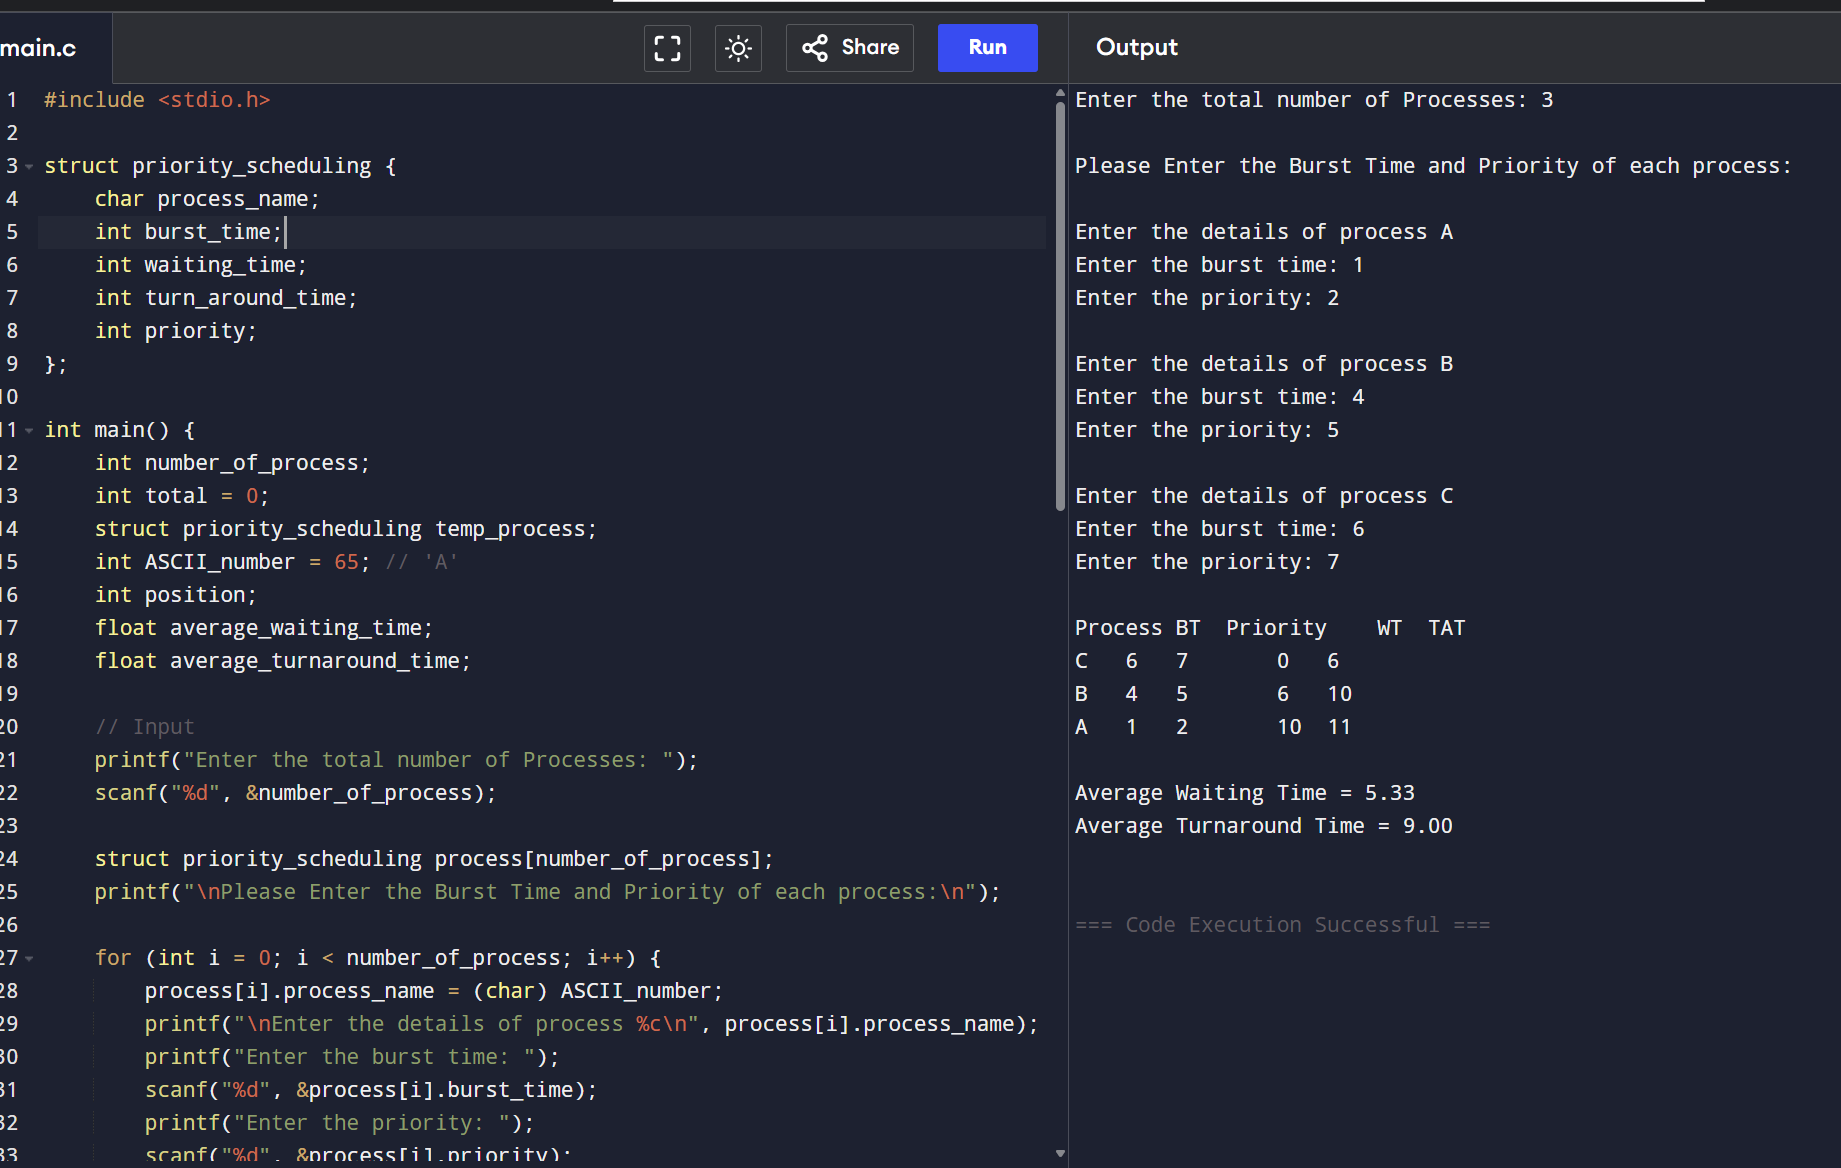 main.c
Share
Run
Output
1 #include <stdio.h>
2
3 struct priority_scheduling {
4     char process_name;
5     int burst_time;
6     int waiting_time;
7     int turn_around_time;
8     int priority;
9 };
10
11 int main() {
12     int number_of_process;
13     int total = 0;
14     struct priority_scheduling temp_process;
15     int ASCII_number = 65; // 'A'
16     int position;
17     float average_waiting_time;
18     float average_turnaround_time;
19
20     // Input
21     printf("Enter the total number of Processes: ");
22     scanf("%d", &number_of_process);
23
24     struct priority_scheduling process[number_of_process];
25     printf("\nPlease Enter the Burst Time and Priority of each process:\n");
26
27     for (int i = 0; i < number_of_process; i++) {
28         process[i].process_name = (char) ASCII_number;
29         printf("\nEnter the details of process %c\n", process[i].process_name);
30         printf("Enter the burst time: ");
31         scanf("%d", &process[i].burst_time);
32         printf("Enter the priority: ");
33         scanf("%d", &process[i].priority);
Enter the total number of Processes: 3
Please Enter the Burst Time and Priority of each process:
Enter the details of process A
Enter the burst time: 1
Enter the priority: 2
Enter the details of process B
Enter the burst time: 4
Enter the priority: 5
Enter the details of process C
Enter the burst time: 6
Enter the priority: 7
Process BT  Priority    WT  TAT
C   6   7       0   6
B   4   5       6   10
A   1   2       10  11
Average Waiting Time = 5.33
Average Turnaround Time = 9.00
=== Code Execution Successful ===